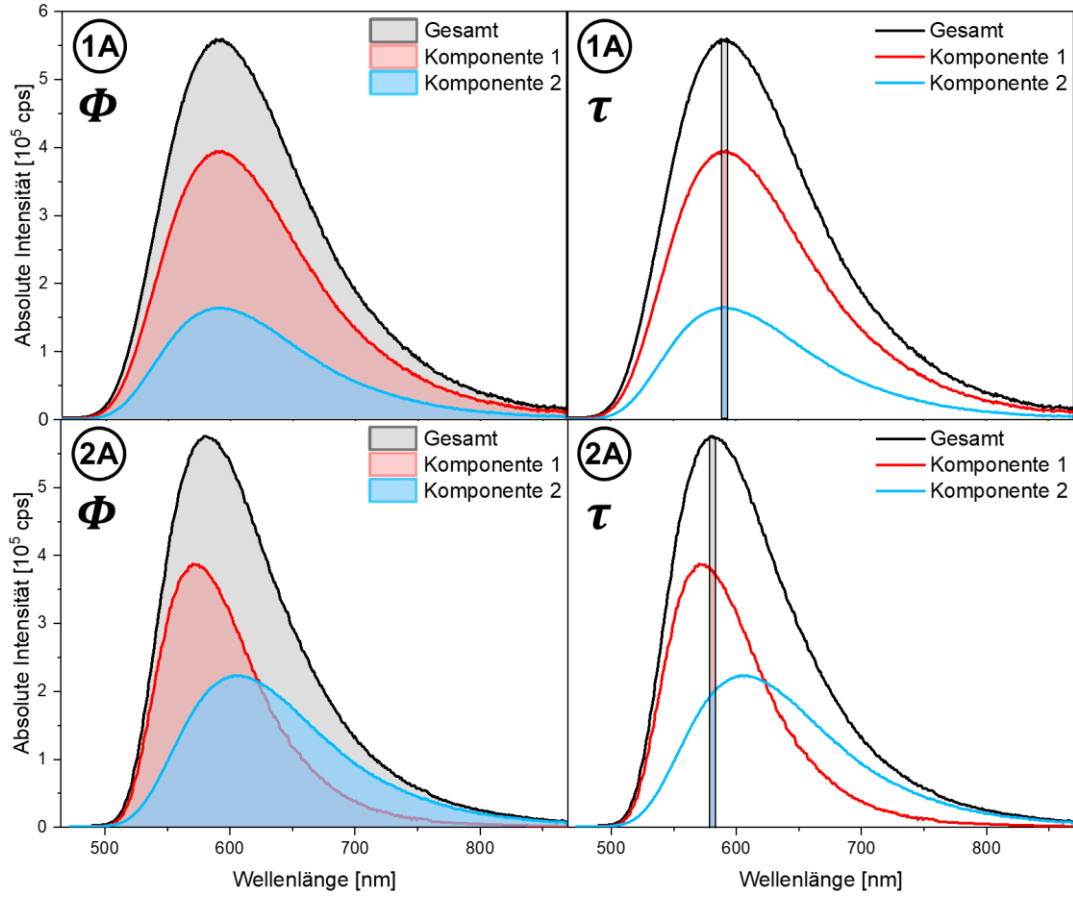 1A
Φ
Gesamt
Komponente 1
Komponente 2
1A
τ
Gesamt
Komponente 1
Komponente 2
6
5
4
3
2
1
0
Absolute Intensität [10⁵ cps]
2A
Φ
Gesamt
Komponente 1
Komponente 2
2A
τ
Gesamt
Komponente 1
Komponente 2
5
4
3
2
1
0
Absolute Intensität [10⁵ cps]
500 600 700 800
500 600 700 800
Wellenlänge [nm]
Wellenlänge [nm]